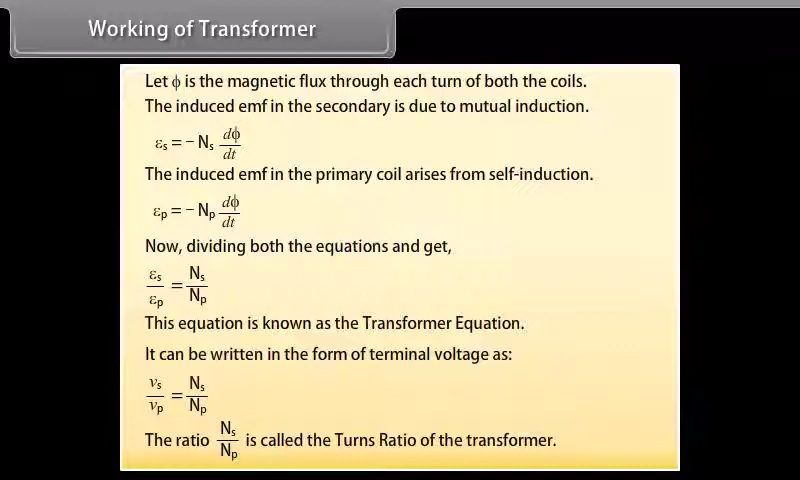 Working of Transformer
Let ϕ is the magnetic flux through each turn of both the coils.
The induced emf in the secondary is due to mutual induction.
εs = − Ns dϕ/dt
The induced emf in the primary coil arises from self-induction.
εp = − Np dϕ/dt
Now, dividing both the equations and get,
εs/εp = Ns/Np
This equation is known as the Transformer Equation.
It can be written in the form of terminal voltage as:
vs/vp = Ns/Np
The ratio Ns/Np is called the Turns Ratio of the transformer.